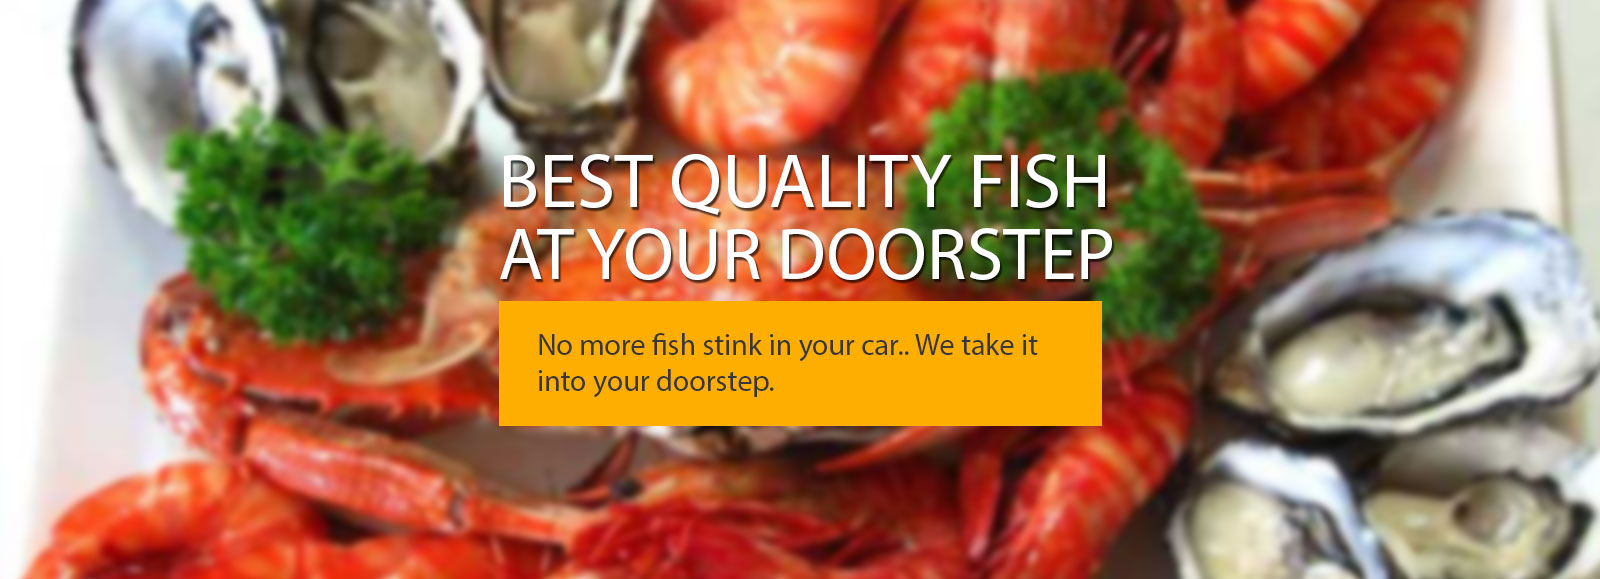 BEST QUALITY FISH
AT YOUR DOORSTEP
No more fish stink in your car.. We take it
into your doorstep.